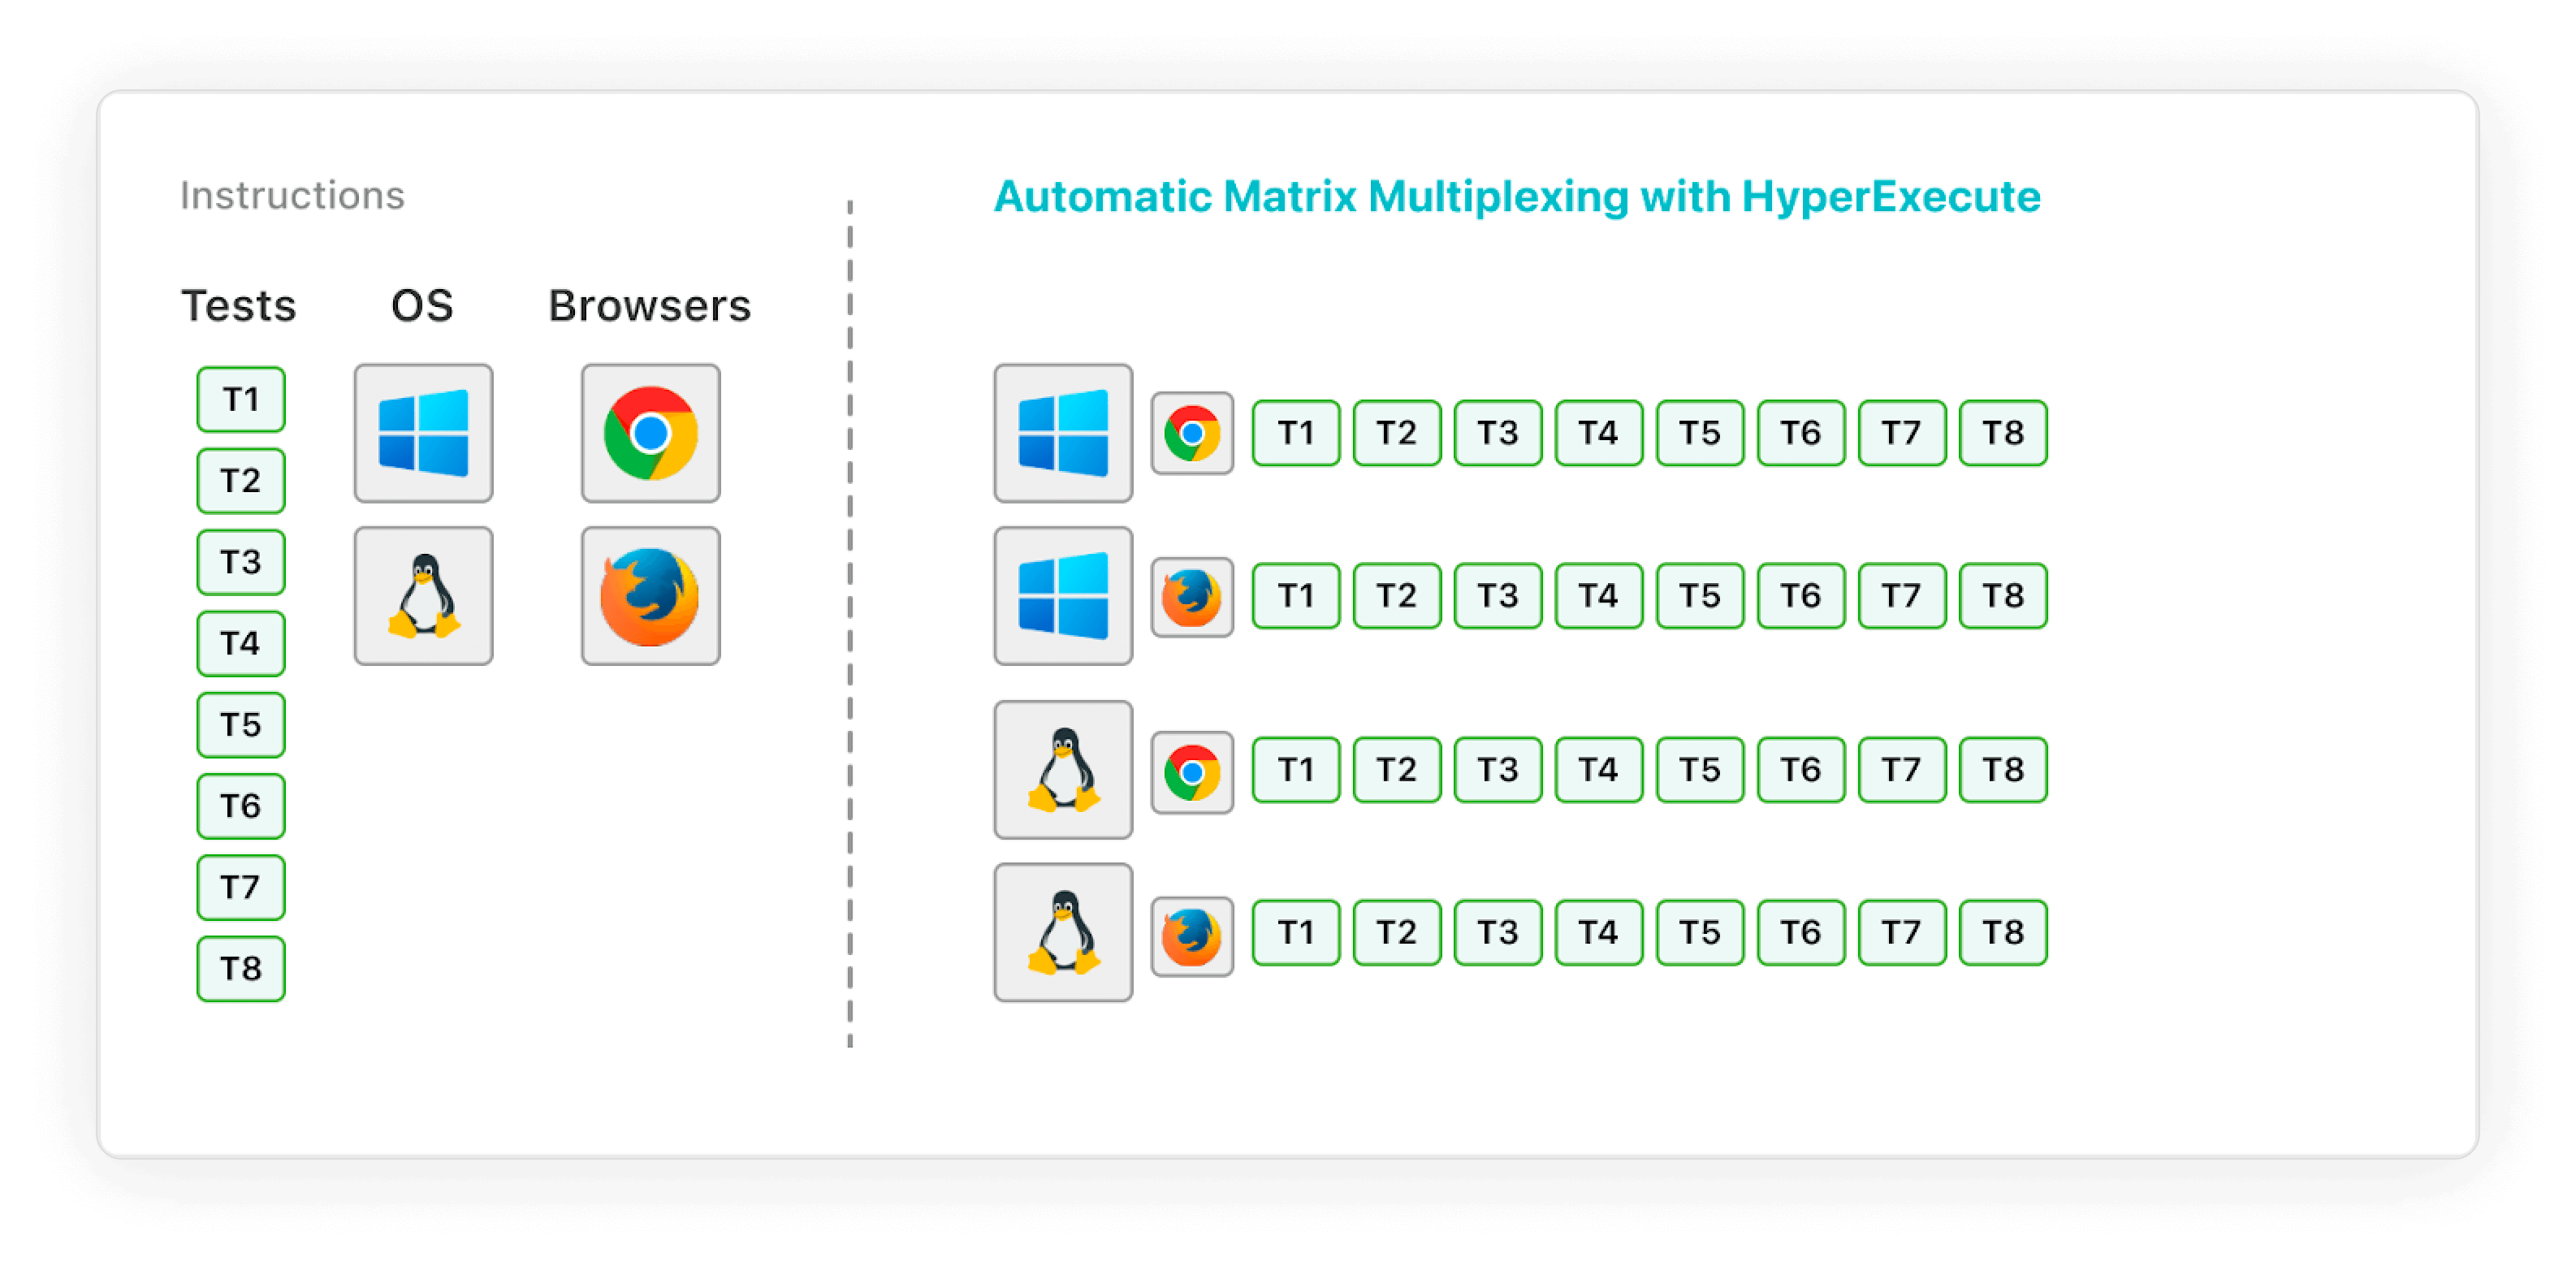 Instructions
Automatic Matrix Multiplexing with HyperExecute
Tests OS Browsers
T1
T2
T3
T4
T5
T6
T7
T8
T1 T2 T3 T4 T5 T6 T7 T8
T1 T2 T3 T4 T5 T6 T7 T8
T1 T2 T3 T4 T5 T6 T7 T8
T1 T2 T3 T4 T5 T6 T7 T8